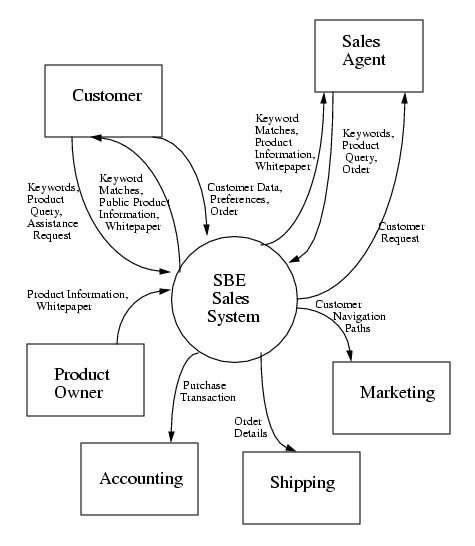 Sales
Agent
Customer
Keyword
Matches,
Product
Information,
Whitepaper
Keywords,
Product
Query,
Order
Keywords,
Product
Query,
Assistance
Request
Keyword
Matches,
Public Product
Information,
Whitepaper
Customer Data,
Preferences,
Order
Customer
Request
SBE
Sales
System
Product Information,
Whitepaper
Customer
Navigation
Paths
Product
Owner
Marketing
Purchase
Transaction
Order
Details
Accounting
Shipping